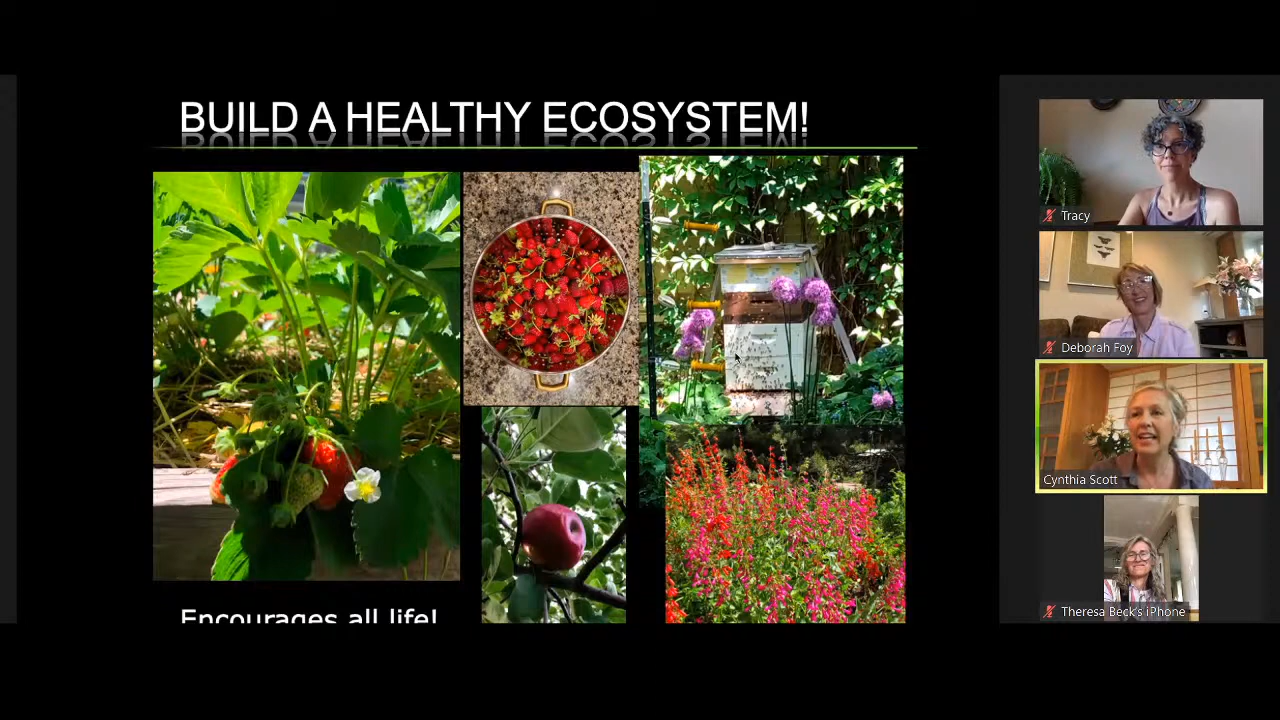 BUILD A HEALTHY ECOSYSTEM!
Encourages all life!
Tracy
Deborah Foy
Cynthia Scott
Theresa Beck's iPhone